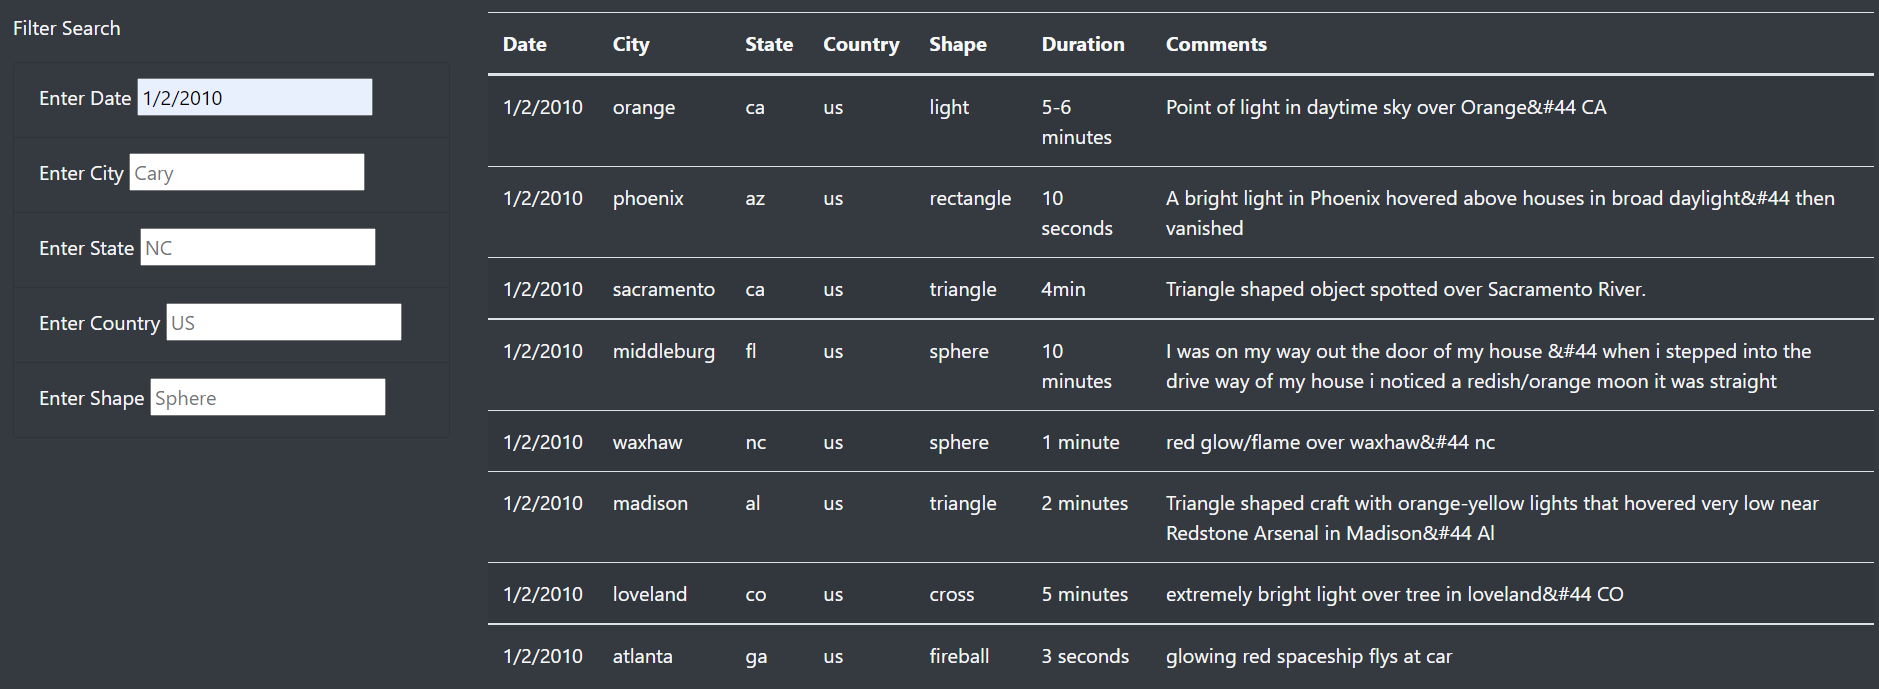 Filter Search
Enter Date 1/2/2010
Enter City Cary
Enter State NC
Enter Country US
Enter Shape Sphere
Date City State Country Shape Duration Comments
1/2/2010 orange ca us light 5-6 minutes Point of light in daytime sky over Orange&#44 CA
1/2/2010 phoenix az us rectangle 10 seconds A bright light in Phoenix hovered above houses in broad daylight&#44 then
vanished
1/2/2010 sacramento ca us triangle 4min Triangle shaped object spotted over Sacramento River.
1/2/2010 middleburg fl us sphere 10 minutes I was on my way out the door of my house &#44 when i stepped into the
drive way of my house i noticed a redish/orange moon it was straight
1/2/2010 waxhaw nc us sphere 1 minute red glow/flame over waxhaw&#44 nc
1/2/2010 madison al us triangle 2 minutes Triangle shaped craft with orange-yellow lights that hovered very low near
Redstone Arsenal in Madison&#44 Al
1/2/2010 loveland co us cross 5 minutes extremely bright light over tree in loveland&#44 CO
1/2/2010 atlanta ga us fireball 3 seconds glowing red spaceship flys at car